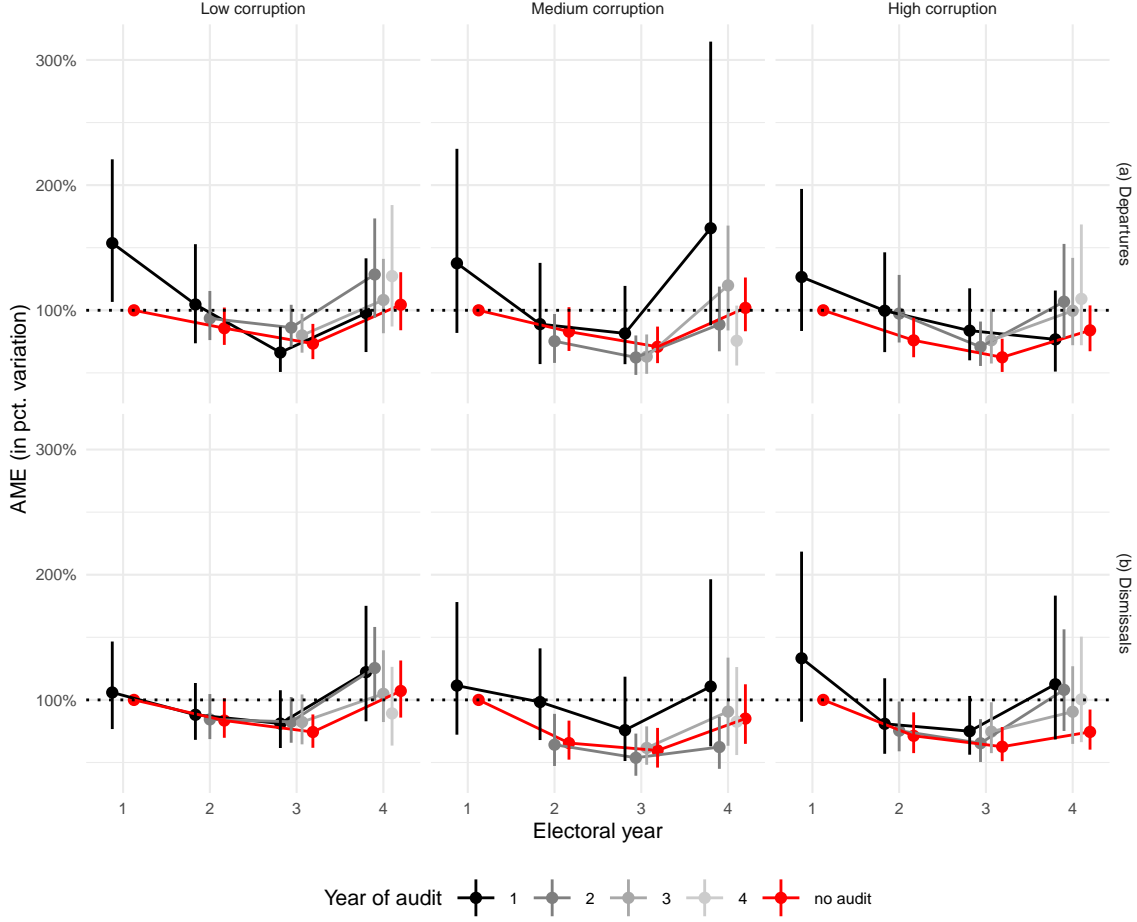 Low corruption Medium corruption High corruption
300%
200%
100%
(a) Departures
AME (in pct. variation)
300%
200%
100%
(b) Dismissals
1 2 3 4 1 2 3 4 1 2 3 4
Electoral year
Year of audit 1 2 3 4 no audit